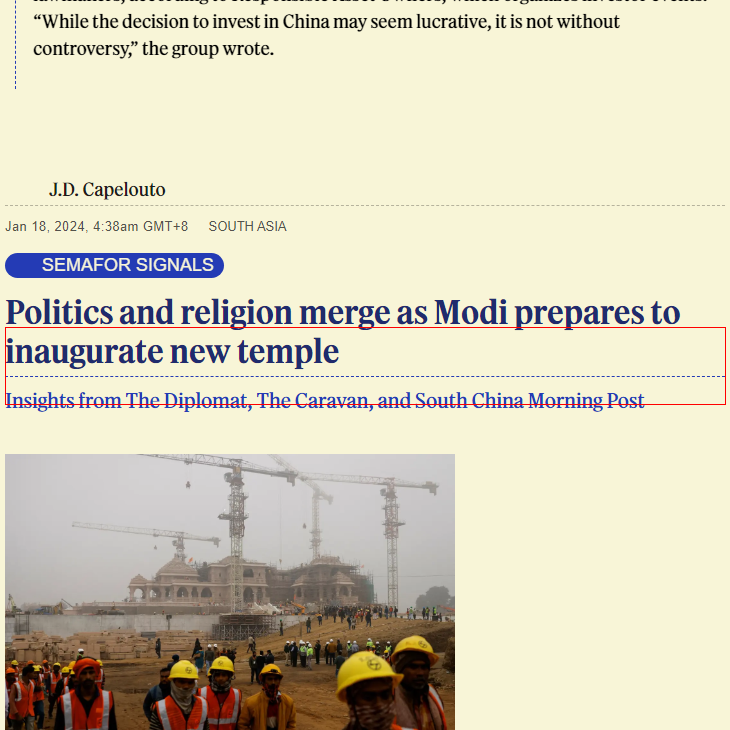 “While the decision to invest in China may seem lucrative, it is not without
controversy,” the group wrote.
J.D. Capelouto
Jan 18, 2024, 4:38am GMT+8 SOUTH ASIA
SEMAFOR SIGNALS
Politics and religion merge as Modi prepares to
inaugurate new temple
Insights from The Diplomat, The Caravan, and South China Morning Post